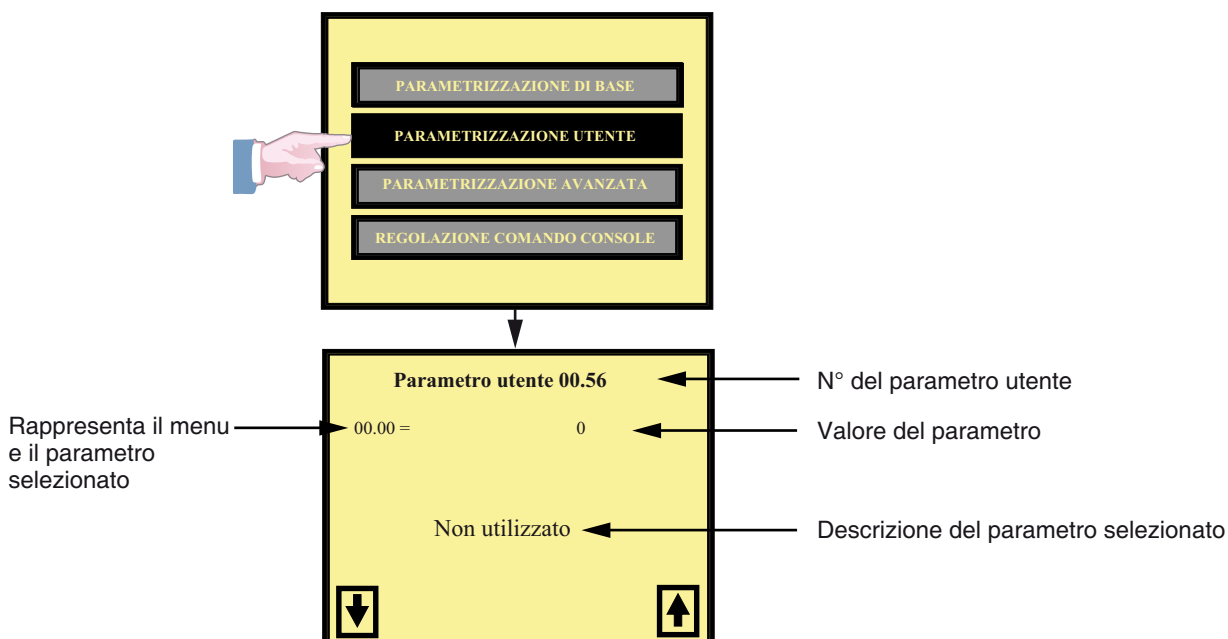 PARAMETRIZZAZIONE DI BASE
PARAMETRIZZAZIONE UTENTE
PARAMETRIZZAZIONE AVANZATA
REGOLAZIONE COMANDO CONSOLE
Parametro utente 00.56
N° del parametro utente
Rappresenta il menu
e il parametro
selezionato
00.00 = 0
Valore del parametro
Non utilizzato
Descrizione del parametro selezionato